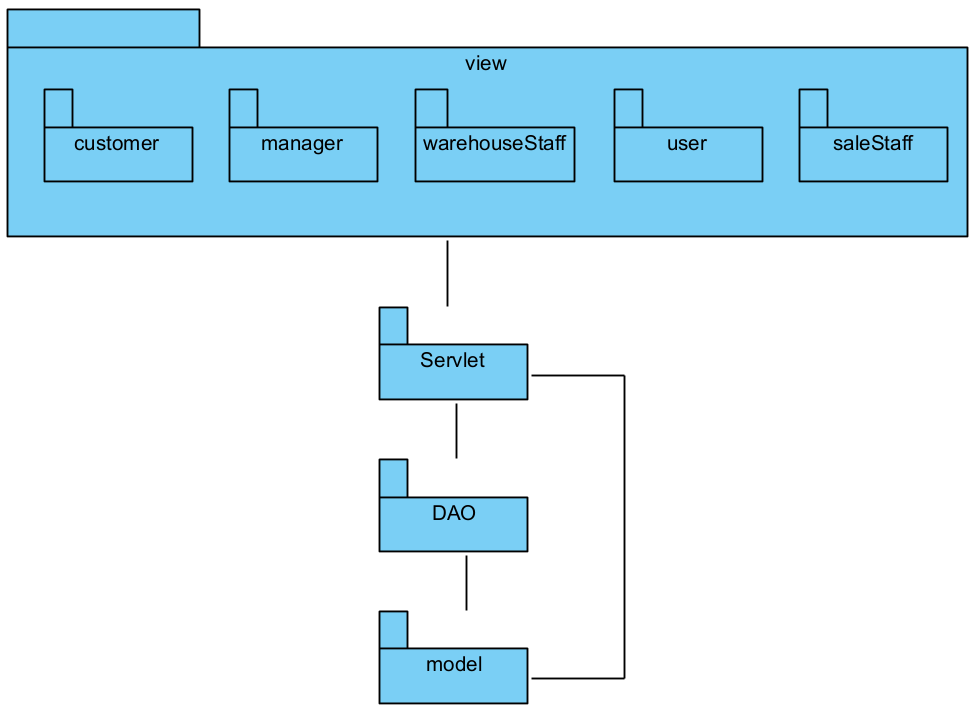 view
customer
manager
warehouseStaff
user
saleStaff
Servlet
DAO
model